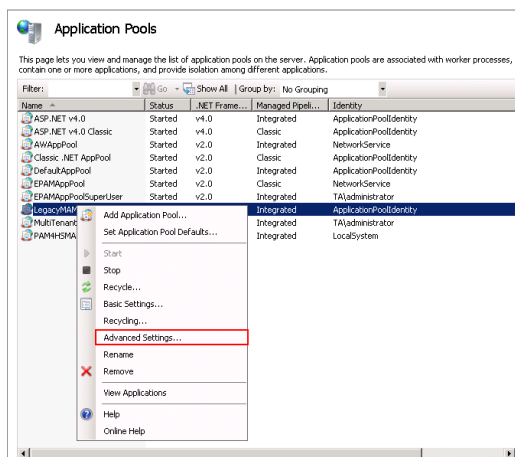 Application Pools
This page lets you view and manage the list of application pools on the server. Application pools are associated with worker processes,
contain one or more applications, and provide isolation among different applications.
Filter: Go Show All Group by: No Grouping
Name Status .NET Frame... Managed Pipeli... Identity
ASP.NET v4.0 Started v4.0 Integrated ApplicationPoolIdentity
ASP.NET v4.0 Classic Started v4.0 Classic ApplicationPoolIdentity
AWAppPool Started v2.0 Integrated NetworkService
Classic .NET AppPool Started v2.0 Classic ApplicationPoolIdentity
DefaultAppPool Started v2.0 Integrated ApplicationPoolIdentity
EPAMAppPool Started v2.0 Classic NetworkService
EPAMAppPoolSuperUser Started v2.0 Integrated TA\administrator
LegacyMAM Integrated ApplicationPoolIdentity
MultiTenant Integrated TA\administrator
PAM4HSMA Integrated LocalSystem
Add Application Pool...
Set Application Pool Defaults...
Start
Stop
Recycle...
Basic Settings...
Recycling...
Advanced Settings...
Rename
Remove
View Applications
Help
Online Help